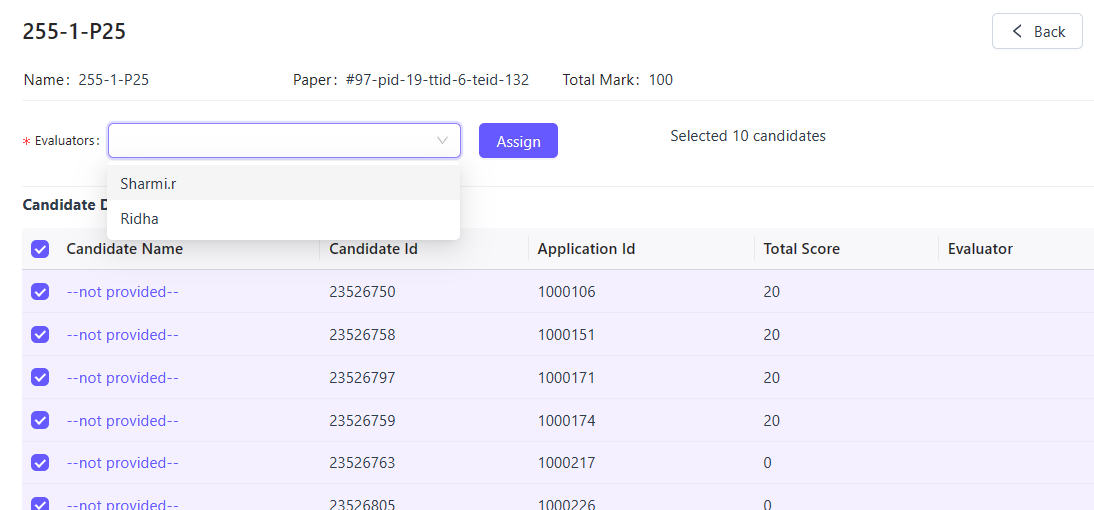 255-1-P25
Back
Name: 255-1-P25 Paper: #97-pid-19-ttid-6-teid-132 Total Mark: 100
* Evaluators: Assign Selected 10 candidates
Sharmi.r
Ridha
Candidate D
Candidate Name Candidate Id Application Id Total Score Evaluator
--not provided-- 23526750 1000106 20
--not provided-- 23526758 1000151 20
--not provided-- 23526797 1000171 20
--not provided-- 23526759 1000174 20
--not provided-- 23526763 1000217 0
--not provided-- 23526805 1000226 0